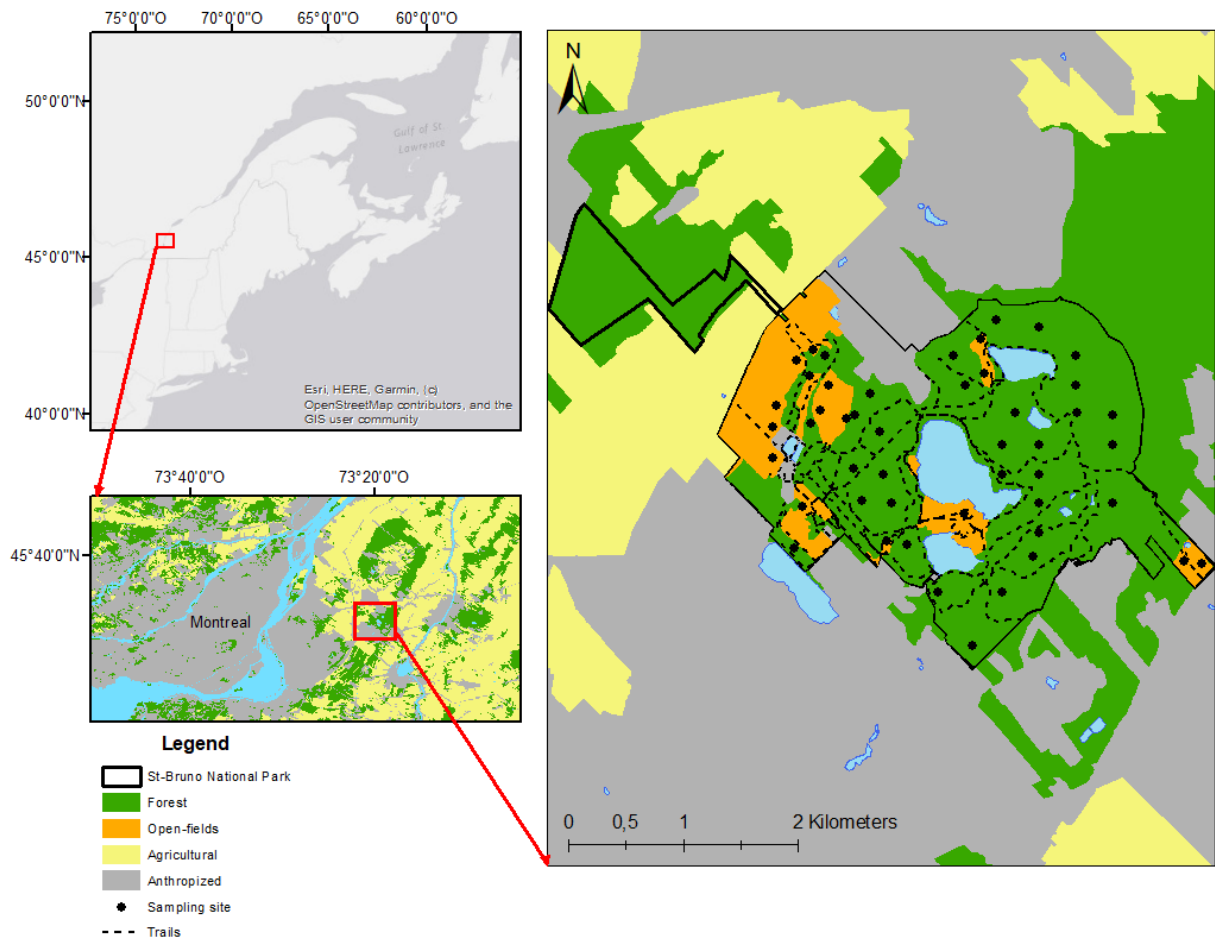 75°0'0"O 70°0'0"O 65°0'0"O 60°0'0"O
50°0'0"N
45°0'0"N
40°0'0"N
Gulf of St
Lawrence
Esri, HERE, Garmin, (c)
OpenStreetMap contributors, and the
GIS user community
73°40'0"O 73°20'0"O
45°40'0"N
Montreal
Legend
St-Bruno National Park
Forest
Open-fields
Agricultural
Anthropized
Sampling site
Trails
N
0 0,5 1 2 Kilometers